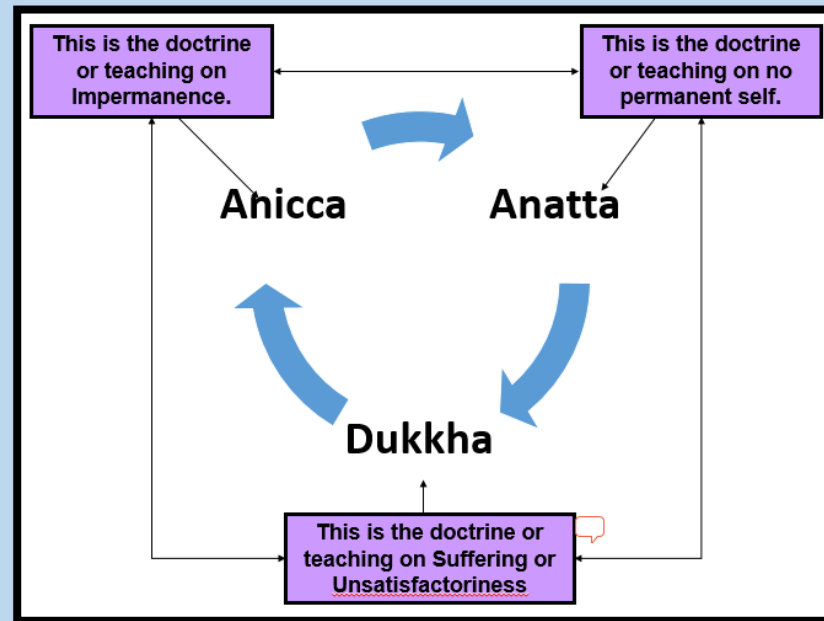 This is the doctrine
or teaching on
Impermanence.
This is the doctrine
or teaching on no
permanent self.
Anicca
Anatta
Dukkha
This is the doctrine or
teaching on Suffering or
Unsatisfactoriness